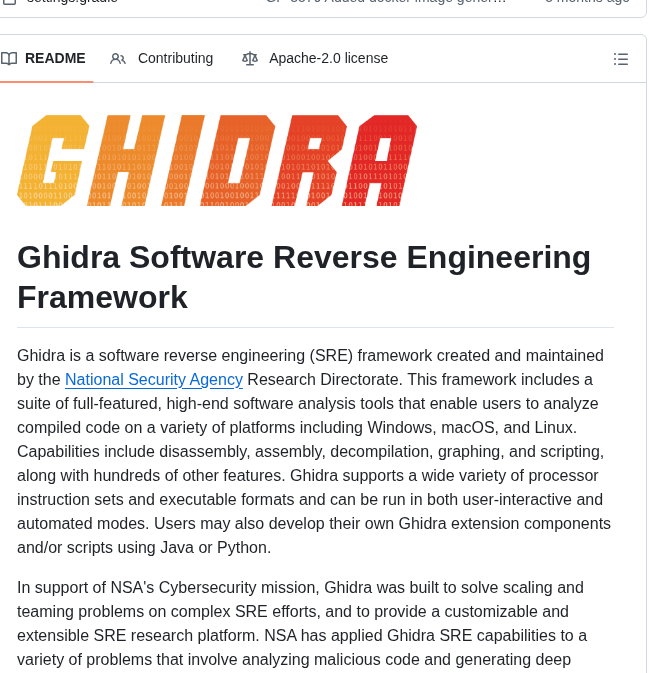 README Contributing Apache-2.0 license
GHIDRA
Ghidra Software Reverse Engineering
Framework
Ghidra is a software reverse engineering (SRE) framework created and maintained
by the National Security Agency Research Directorate. This framework includes a
suite of full-featured, high-end software analysis tools that enable users to analyze
compiled code on a variety of platforms including Windows, macOS, and Linux.
Capabilities include disassembly, assembly, decompilation, graphing, and scripting,
along with hundreds of other features. Ghidra supports a wide variety of processor
instruction sets and executable formats and can be run in both user-interactive and
automated modes. Users may also develop their own Ghidra extension components
and/or scripts using Java or Python.
In support of NSA's Cybersecurity mission, Ghidra was built to solve scaling and
teaming problems on complex SRE efforts, and to provide a customizable and
extensible SRE research platform. NSA has applied Ghidra SRE capabilities to a
variety of problems that involve analyzing malicious code and generating deep